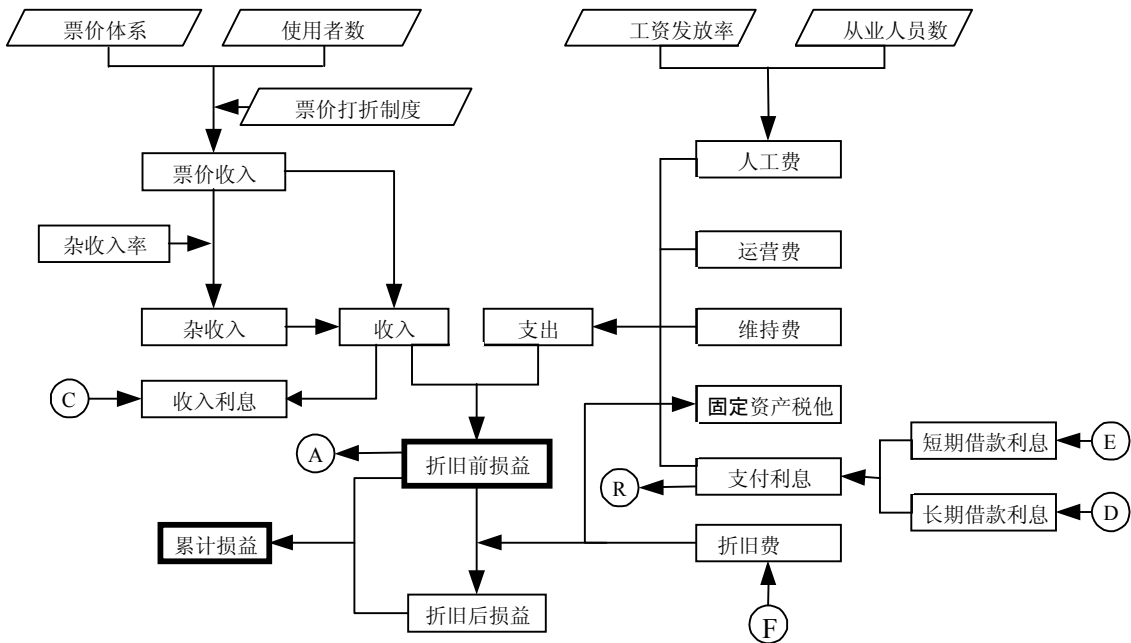 票价体系
使用者数
工资发放率
从业人员数
票价打折制度
票价收入
人工费
杂收入率
运营费
杂收入
收入
支出
维持费
C
收入利息
固定资产税他
A
折旧前损益
短期借款利息
E
R
支付利息
长期借款利息
D
累计损益
折旧费
折旧后损益
F